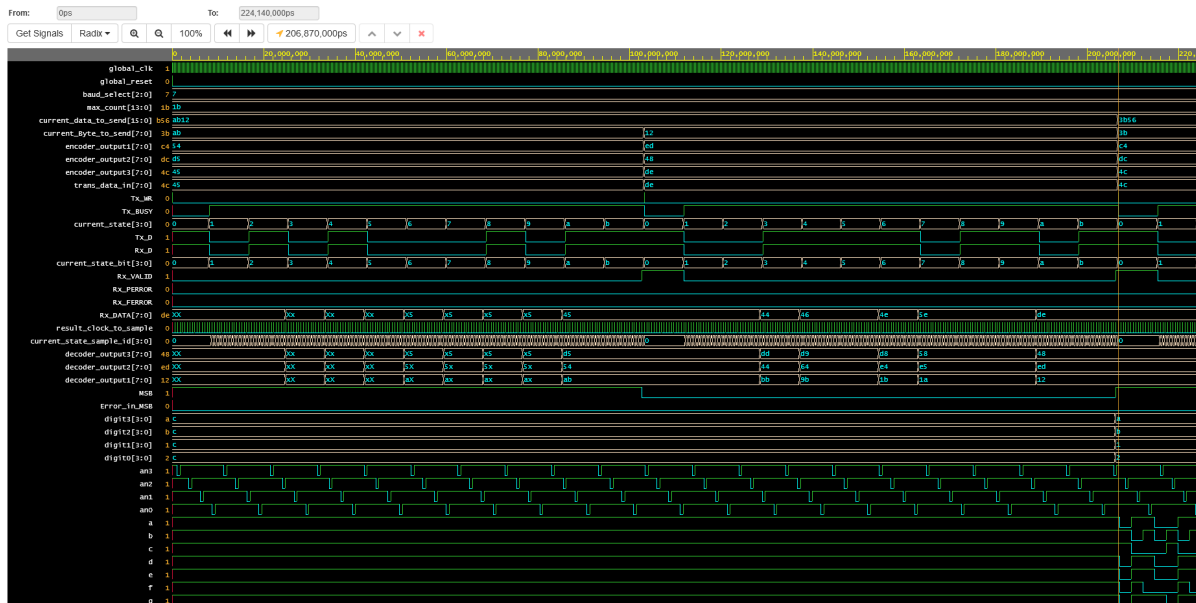 From: 0ps To: 224,140,000ps
Get Signals Radix 100% 206,870,000ps
0 20,000,000 40,000,000 60,000,000 80,000,000 100,000,000 120,000,000 140,000,000 160,000,000 180,000,000 200,000,000 220,
global_clk 1
global_reset 0
baud_select[2:0] 7 7
max_count[13:0] 1b 1b
current_data_to_send[15:0] b56 ab12 3b56
current_Byte_to_send[7:0] 3b ab 12 3b
encoder_output1[7:0] c4 54 ed c4
encoder_output2[7:0] dc d5 48 dc
encoder_output3[7:0] 4c 45 de 4c
trans_data_in[7:0] 4c 45 de 4c
Tx_WR 0
Tx_BUSY 0
current_state[3:0] 0 0 1 2 3 4 5 6 7 8 9 a b 0 1 2 3 4 5 6 7 8 9 a b 0 1
Tx_D 1
Rx_D 1
current_state_bit[3:0] 0 0 1 2 3 4 5 6 7 8 9 a b 0 1 2 3 4 5 6 7 8 9 a b 0 1
Rx_VALID 1
Rx_PERROR 0
Rx_FERROR 0
Rx_DATA[7:0] de XX Xx Xx Xx X5 x5 x5 x5 45 44 46 4e 5e de
result_clock_to_sample 0
current_state_sample_id[3:0] 0 0 0 0
decoder_output3[7:0] 48 XX Xx Xx Xx X5 x5 x5 x5 d5 dd d9 d8 58 48
decoder_output2[7:0] ed XX xX xX xX 5X 5x 5x 5x 54 44 64 e4 e5 ed
decoder_output1[7:0] 12 XX xX xX xX aX ax ax ax ab bb 9b 1b 1a 12
MSB 1
Error_in_MSB 0
digit3[3:0] a c a
digit2[3:0] b c b
digit1[3:0] 1 c 1
digit0[3:0] 2 c 2
an3 1
an2 1
an1 1
an0 1
a 1
b 1
c 1
d 1
e 1
f 1
g 1